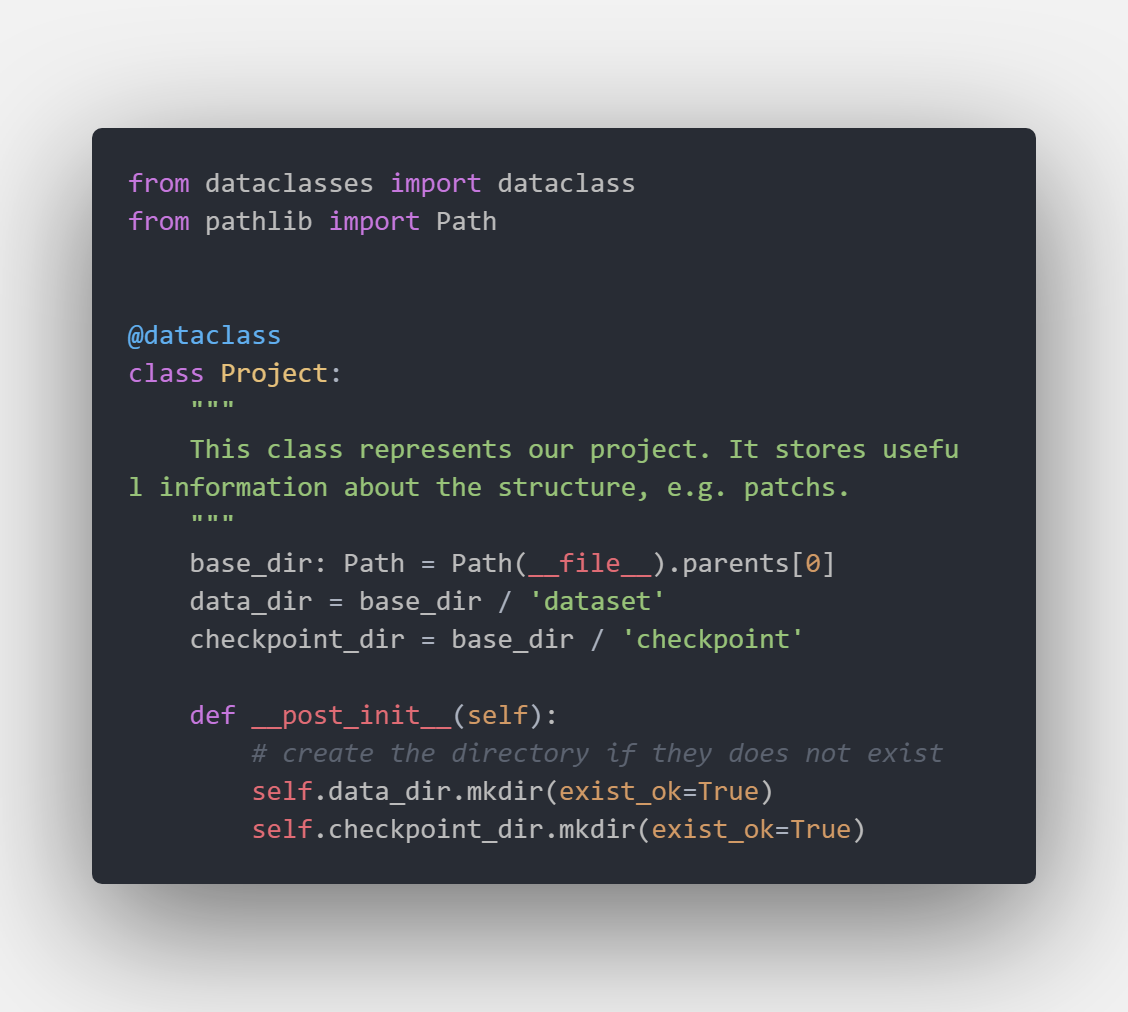 from dataclasses import dataclass
from pathlib import Path
@dataclass
class Project:
    """
    This class represents our project. It stores usefu
l information about the structure, e.g. patchs.
    """
    base_dir: Path = Path(__file__).parents[0]
    data_dir = base_dir / 'dataset'
    checkpoint_dir = base_dir / 'checkpoint'
    def __post_init__(self):
        # create the directory if they does not exist
        self.data_dir.mkdir(exist_ok=True)
        self.checkpoint_dir.mkdir(exist_ok=True)